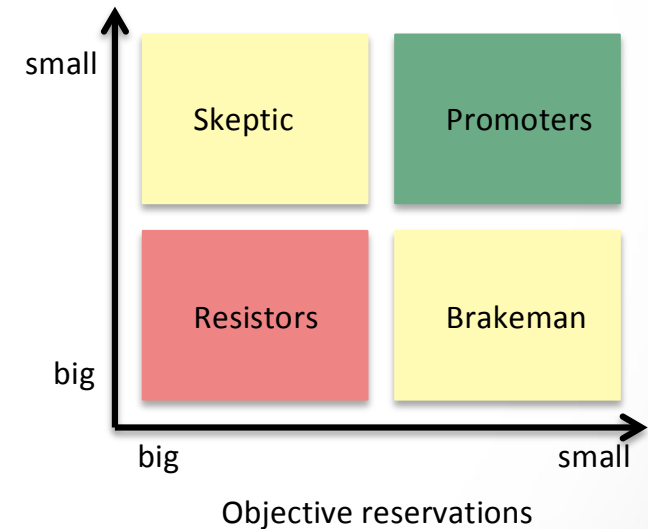 small
Skeptic
Promoters
Resistors
Brakeman
big
big
small
Objective reservations